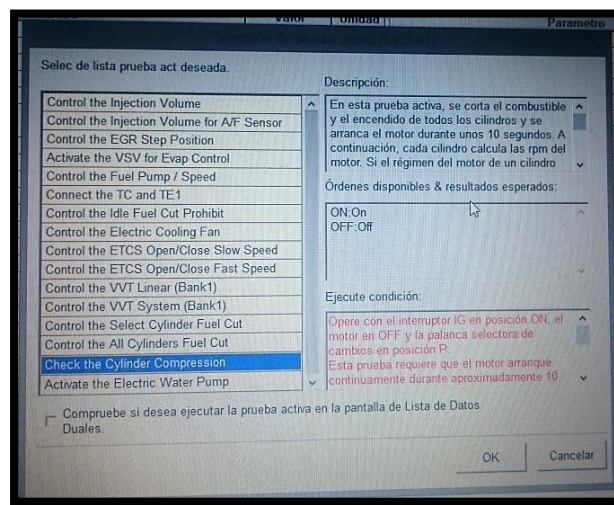 Valor Unidad Parametro
Selec de lista prueba act deseada.
Control the Injection Volume
Control the Injection Volume for A/F Sensor
Control the EGR Step Position
Activate the VSV for Evap Control
Control the Fuel Pump / Speed
Connect the TC and TE1
Control the Idle Fuel Cut Prohibit
Control the Electric Cooling Fan
Control the ETCS Open/Close Slow Speed
Control the ETCS Open/Close Fast Speed
Control the VVT Linear (Bank1)
Control the VVT System (Bank1)
Control the Select Cylinder Fuel Cut
Control the All Cylinders Fuel Cut
Check the Cylinder Compression
Activate the Electric Water Pump
Descripción:
En esta prueba activa, se corta el combustible
y el encendido de todos los cilindros y se
arranca el motor durante unos 10 segundos. A
continuación, cada cilindro calcula las rpm del
motor. Si el régimen del motor de un cilindro
Órdenes disponibles & resultados esperados:
ON:On
OFF:Off
Ejecute condición:
Opere con el interruptor IG en posición ON, el
motor en OFF y la palanca selectora de
cambios en posición P.
Esta prueba requiere que el motor arranque
continuamente durante aproximadamente 10
Compruebe si desea ejecutar la prueba activa en la pantalla de Lista de Datos
Duales.
OK Cancelar